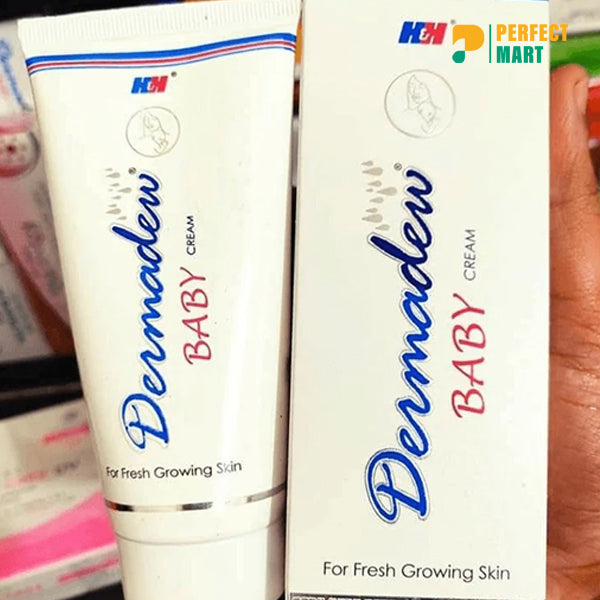 PERFECT
MART
H&H®
Dermadew®
BABY CREAM
For Fresh Growing Skin
H&H
Dermadew®
BABY CREAM
For Fresh Growing Skin